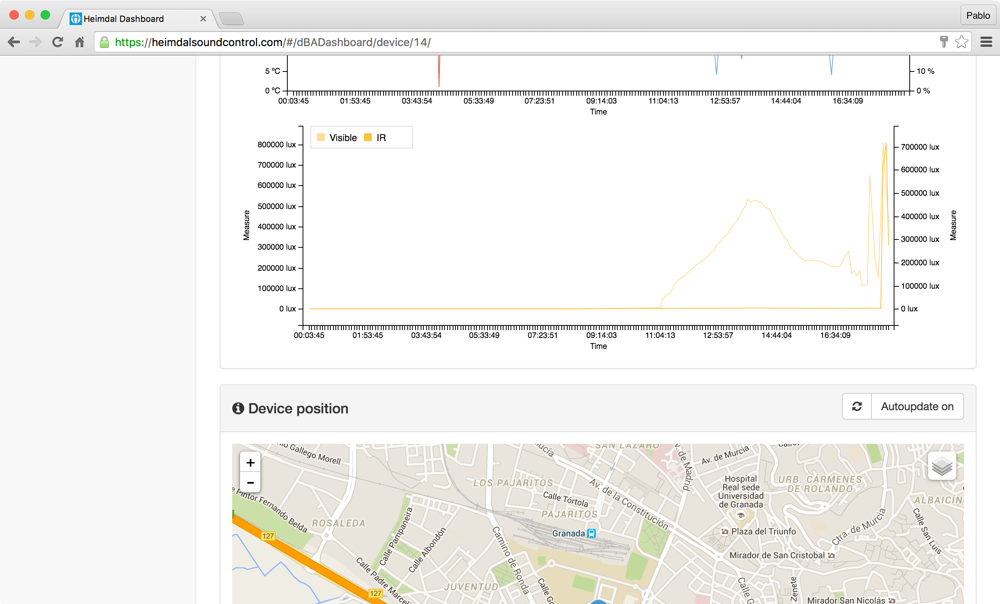 Heimdal Dashboard
Pablo
https://heimdalsoundcontrol.com/#/dBADashboard/device/14/
5 ºC
10 %
0 ºC
0 %
00:03:45 01:53:45 03:43:54 05:33:49 07:23:51 09:14:03 11:04:13 12:53:57 14:44:04 16:34:09
Time
Visible IR
800000 lux
700000 lux
600000 lux
500000 lux
400000 lux
300000 lux
200000 lux
100000 lux
0 lux
Measure
700000 lux
600000 lux
500000 lux
400000 lux
300000 lux
200000 lux
100000 lux
0 lux
Measure
00:03:45 01:53:45 03:43:54 05:33:49 07:23:51 09:14:03 11:04:13 12:53:57 14:44:04 16:34:09
Time
Device position
Autoupdate on
+
−
Gallego Morell
SAN LÁZARO
Av. de Madrid
Av. de Murcia
LOS PAJARITOS
Calle Tórtola
PAJARITOS
Av. de la Constitución
Hospital
Real sede
Universidad
de Granada
URB. CÁRMENES
DE ROLANDO
ALBAICÍN
Pintor Fernando Belda
ROSALEDA
Calle Pampaneira
Calle Albondón
Camino de Ronda
Granada
Plaza del Triunfo
Ctra. de Murcia
Calle San Luis
127
Mirador de San Cristobal
Calle Padre
JUVENTUD
Calle
Calle
Zenete
127
Mirador San Nicolás